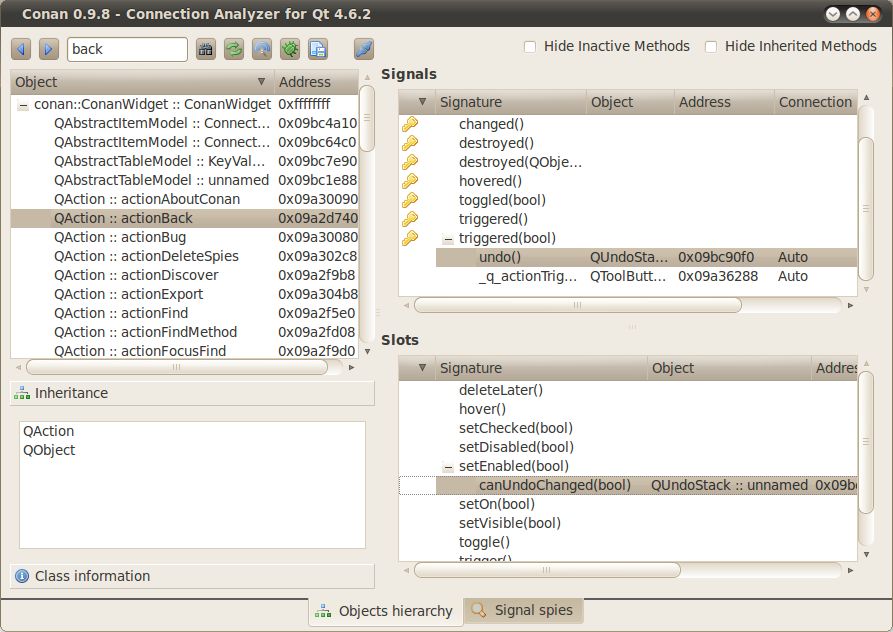 Conan 0.9.8 - Connection Analyzer for Qt 4.6.2
back
Hide Inactive Methods Hide Inherited Methods
Object Address
conan::ConanWidget :: ConanWidget 0xffffffff
QAbstractItemModel :: Connect... 0x09bc4a10
QAbstractItemModel :: Connect... 0x09bc64c0
QAbstractTableModel :: KeyVal... 0x09bc7e90
QAbstractTableModel :: unnamed 0x09bc1e88
QAction :: actionAboutConan 0x09a30090
QAction :: actionBack 0x09a2d740
QAction :: actionBug 0x09a30080
QAction :: actionDeleteSpies 0x09a302c8
QAction :: actionDiscover 0x09a2f9b8
QAction :: actionExport 0x09a304b8
QAction :: actionFind 0x09a2f5e0
QAction :: actionFindMethod 0x09a2fd08
QAction :: actionFocusFind 0x09a2f9d0
Inheritance
QAction
QObject
Class information
Signals
Signature Object Address Connection
changed()
destroyed()
destroyed(QObje...
hovered()
toggled(bool)
triggered()
triggered(bool)
undo() QUndoSta... 0x09bc90f0 Auto
_q_actionTrig... QToolButt... 0x09a36288 Auto
Slots
Signature Object Addres
deleteLater()
hover()
setChecked(bool)
setDisabled(bool)
setEnabled(bool)
canUndoChanged(bool) QUndoStack :: unnamed 0x09b
setOn(bool)
setVisible(bool)
toggle()
trigger()
Objects hierarchy Signal spies